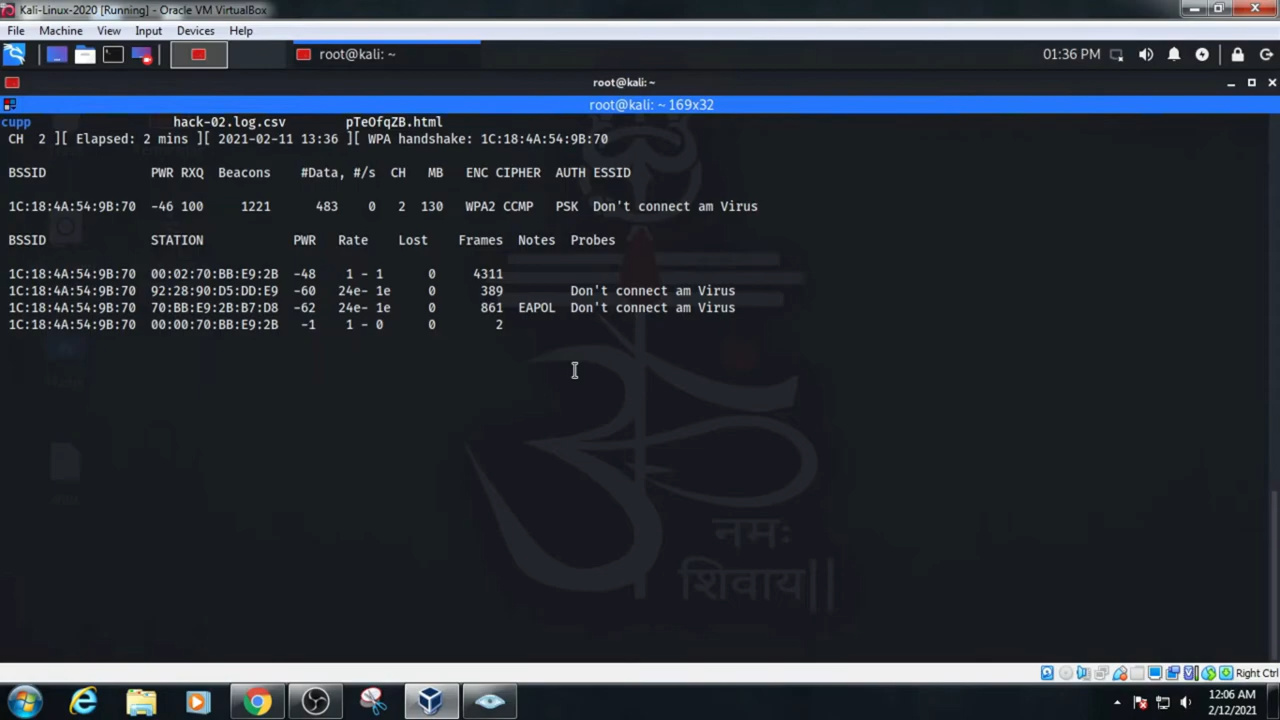 Kali-Linux-2020 [Running] - Oracle VM VirtualBox
File Machine View Input Devices Help
root@kali: ~ 01:36 PM
root@kali: ~
root@kali: ~ 169x32
cupp hack-02.log.csv pTeOfqZB.html
CH 2 ][ Elapsed: 2 mins ][ 2021-02-11 13:36 ][ WPA handshake: 1C:18:4A:54:9B:70
BSSID PWR RXQ Beacons #Data, #/s CH MB ENC CIPHER AUTH ESSID
1C:18:4A:54:9B:70 -46 100 1221 483 0 2 130 WPA2 CCMP PSK Don't connect am Virus
BSSID STATION PWR Rate Lost Frames Notes Probes
1C:18:4A:54:9B:70 00:02:70:BB:E9:2B -48 1 - 1 0 4311
1C:18:4A:54:9B:70 92:28:90:D5:DD:E9 -60 24e- 1e 0 389 Don't connect am Virus
1C:18:4A:54:9B:70 70:BB:E9:2B:B7:D8 -62 24e- 1e 0 861 EAPOL Don't connect am Virus
1C:18:4A:54:9B:70 00:00:70:BB:E9:2B -1 1 - 0 0 2
नमः
शिवाय||
Right Ctrl
12:06 AM
2/12/2021